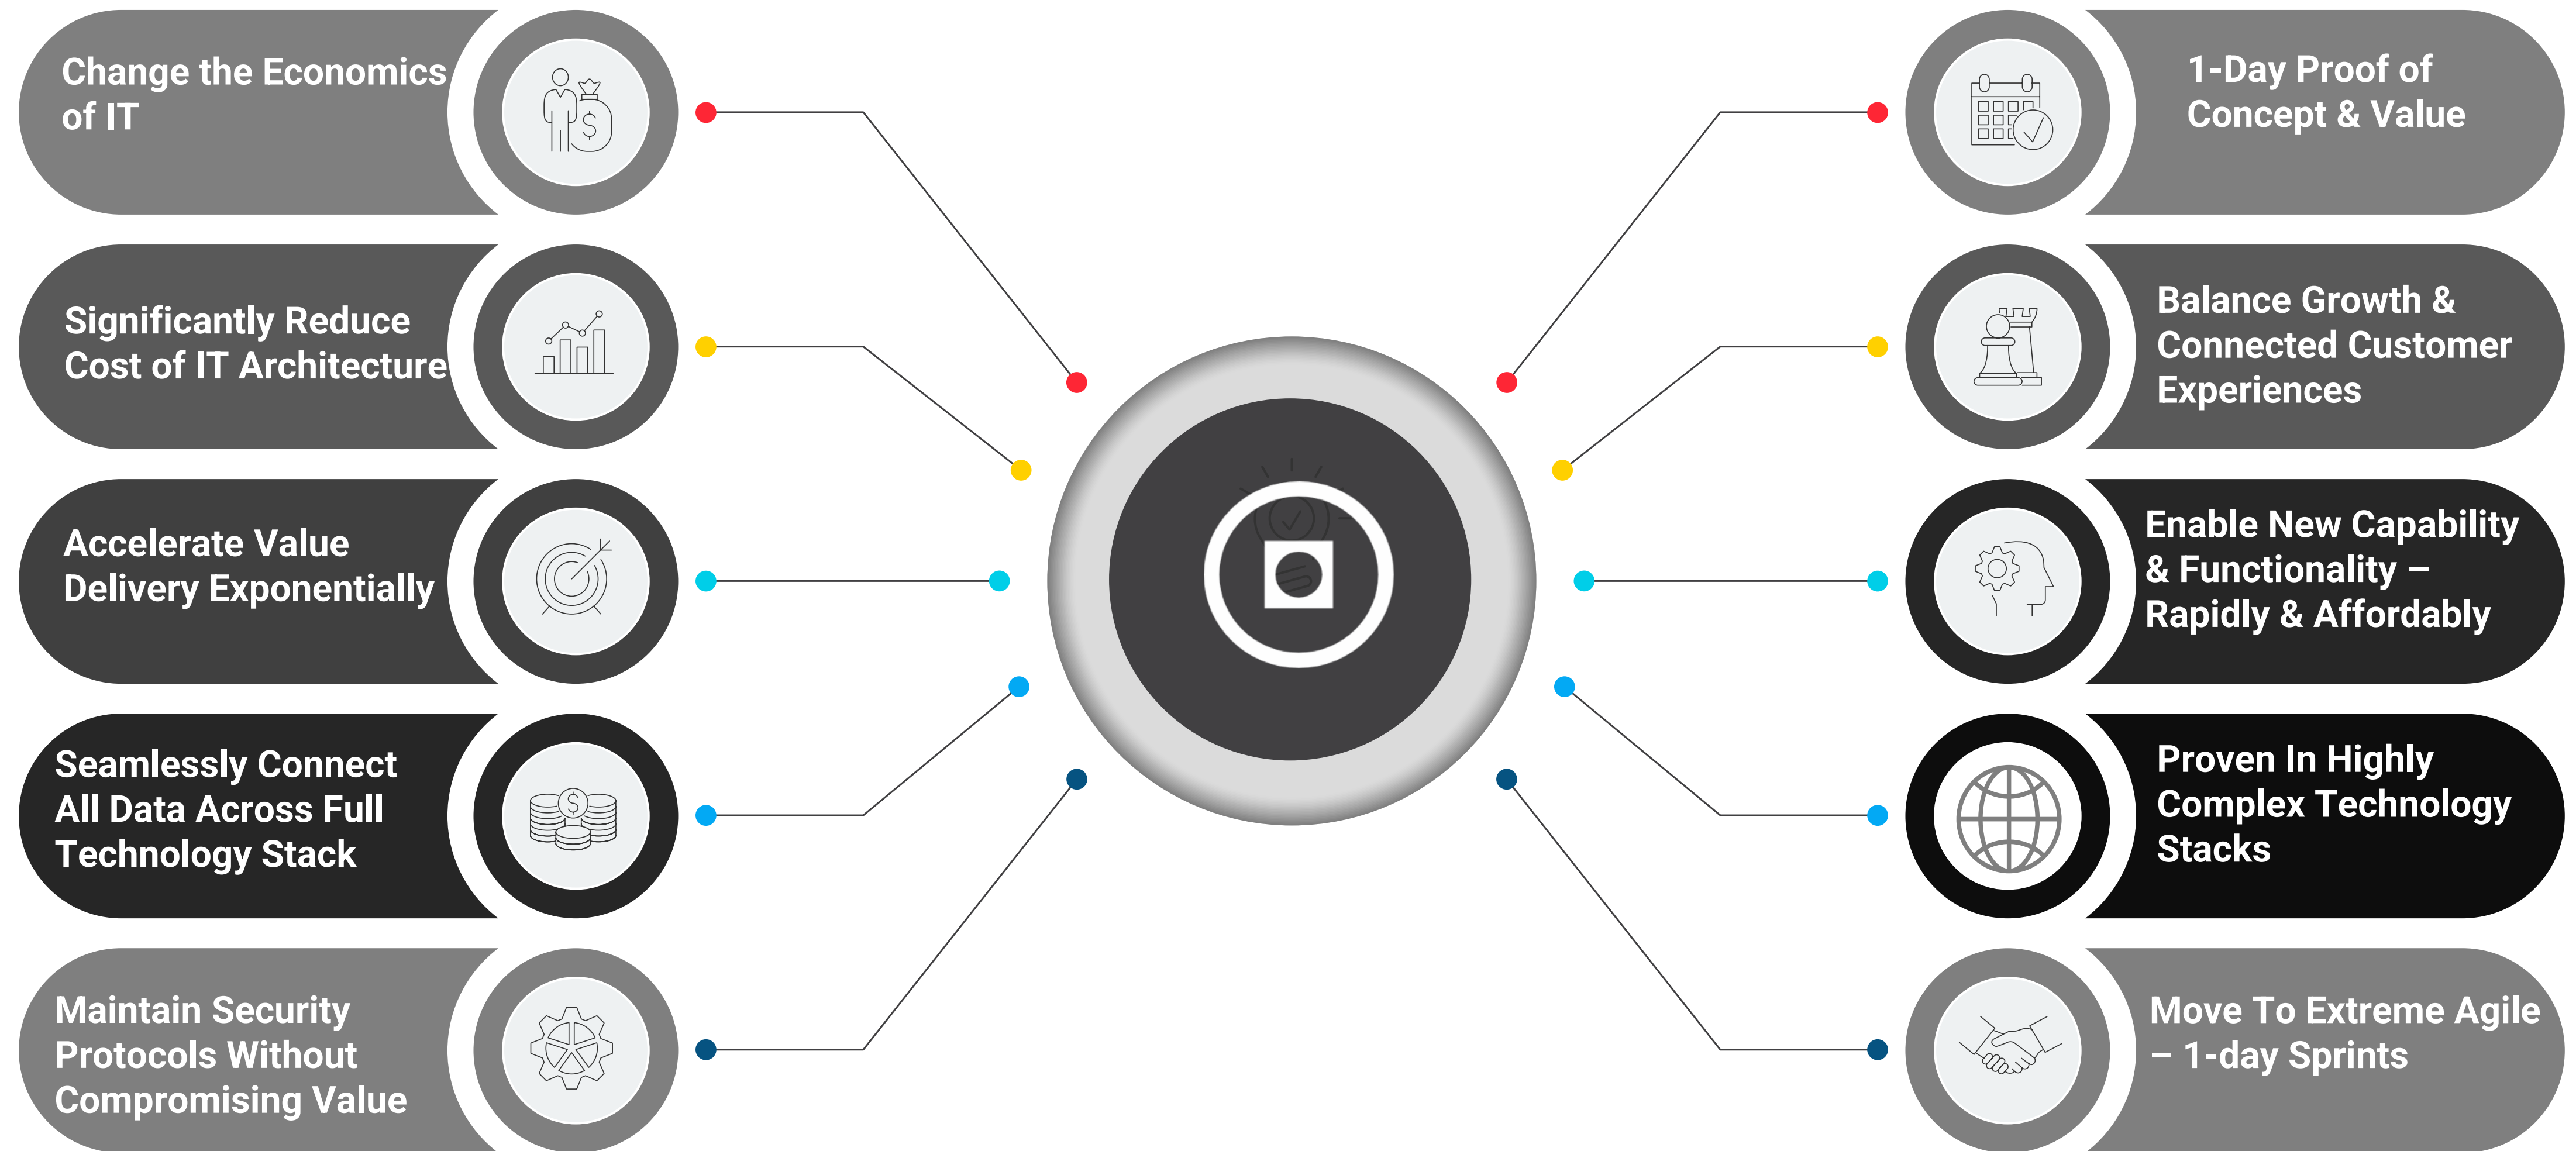 Change the Economics
of IT
Significantly Reduce
Cost of IT Architecture
Accelerate Value
Delivery Exponentially
Seamlessly Connect
All Data Across Full
Technology Stack
Maintain Security
Protocols Without
Compromising Value
1-Day Proof of
Concept & Value
Balance Growth &
Connected Customer
Experiences
Enable New Capability
& Functionality –
Rapidly & Affordably
Proven In Highly
Complex Technology
Stacks
Move To Extreme Agile
– 1-day Sprints